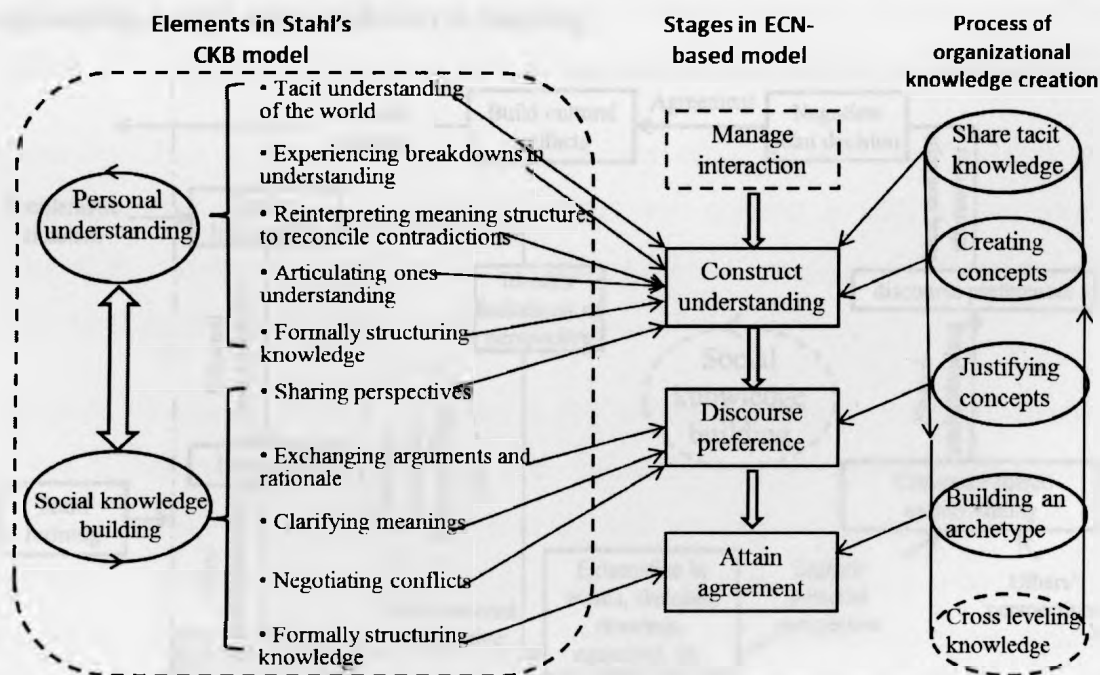 Elements in Stahl's
CKB model
Stages in ECN-
based model
Process of
organizational
knowledge creation
Personal
understanding
Social knowledge
building
• Tacit understanding
of the world
• Experiencing breakdowns in
understanding
• Reinterpreting meaning structures
to reconcile contradictions
• Articulating ones
understanding
• Formally structuring
knowledge
• Sharing perspectives
• Exchanging arguments and
rationale
• Clarifying meanings
• Negotiating conflicts
• Formally structuring
knowledge
Manage
interaction
Construct
understanding
Discourse
preference
Attain
agreement
Share tacit
knowledge
Creating
concepts
Justifying
concepts
Building an
archetype
Cross leveling
knowledge